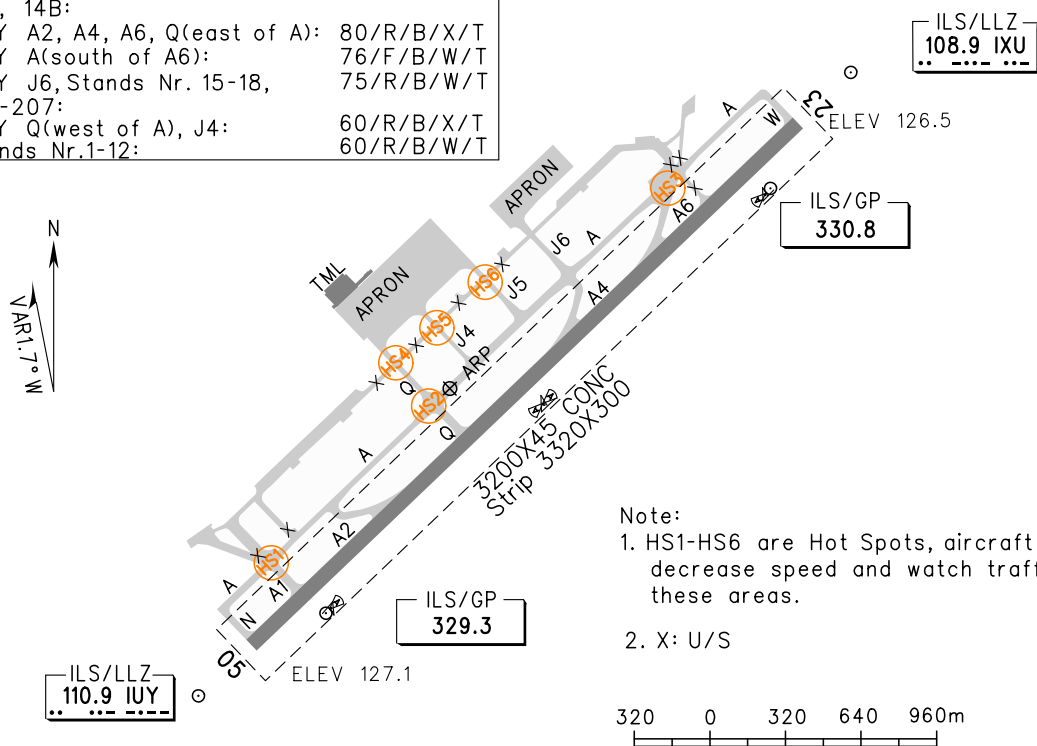 , 14B:
Y A2, A4, A6, Q(east of A): 80/R/B/X/T
Y A(south of A6): 76/F/B/W/T
Y J6, Stands Nr. 15-18, 75/R/B/W/T
-207:
Y Q(west of A), J4: 60/R/B/X/T
nds Nr.1-12: 60/R/B/W/T
ILS/LLZ
108.9 IXU
23
ELEV 126.5
A
W
X X
HS3
X
A6
ILS/GP
330.8
APRON
N
VAR1.7° W
TML
APRON
J6
A
X
HS6
J5
A4
X
HS5
J4
X
HS4
X
Q
ARP
HS2
Q
3200X45 CONC
Strip 3320X300
A
A2
X
X
HS1
A
A1
N
05
ELEV 127.1
ILS/GP
329.3
ILS/LLZ
110.9 IUY
Note:
1. HS1-HS6 are Hot Spots, aircraft
decrease speed and watch traff
these areas.
2. X: U/S
320 0 320 640 960m